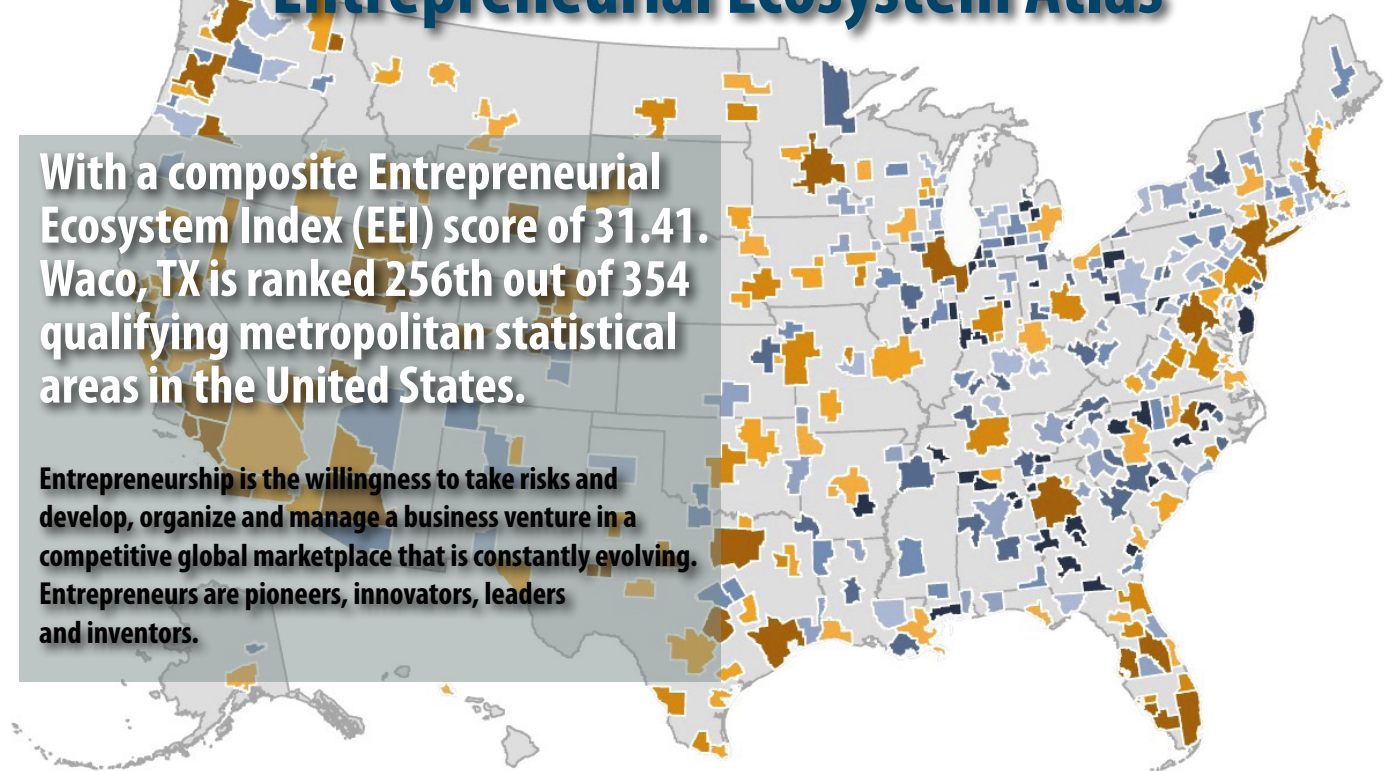 Entrepreneurial Ecosystem Atlas
With a composite Entrepreneurial
Ecosystem Index (EEI) score of 31.41.
Waco, TX is ranked 256th out of 354
qualifying metropolitan statistical
areas in the United States.
Entrepreneurship is the willingness to take risks and
develop, organize and manage a business venture in a
competitive global marketplace that is constantly evolving.
Entrepreneurs are pioneers, innovators, leaders
and inventors.